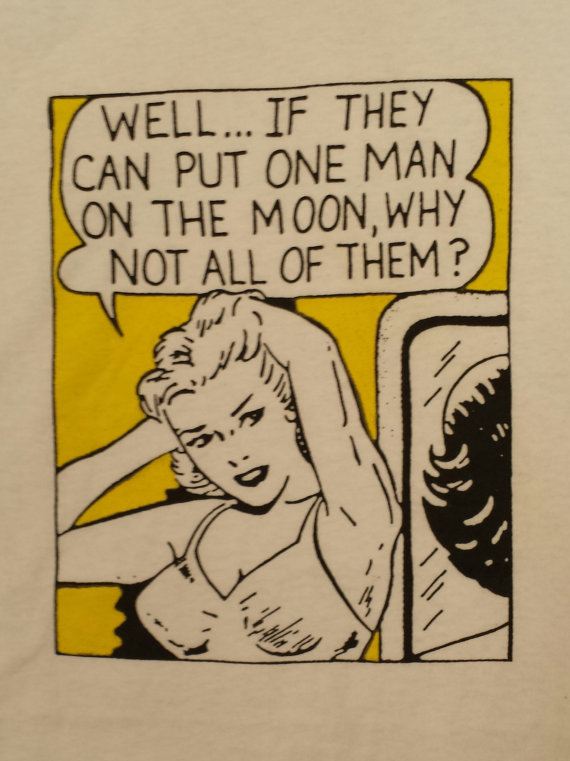 WELL... IF THEY
CAN PUT ONE MAN
ON THE MOON, WHY
NOT ALL OF THEM?